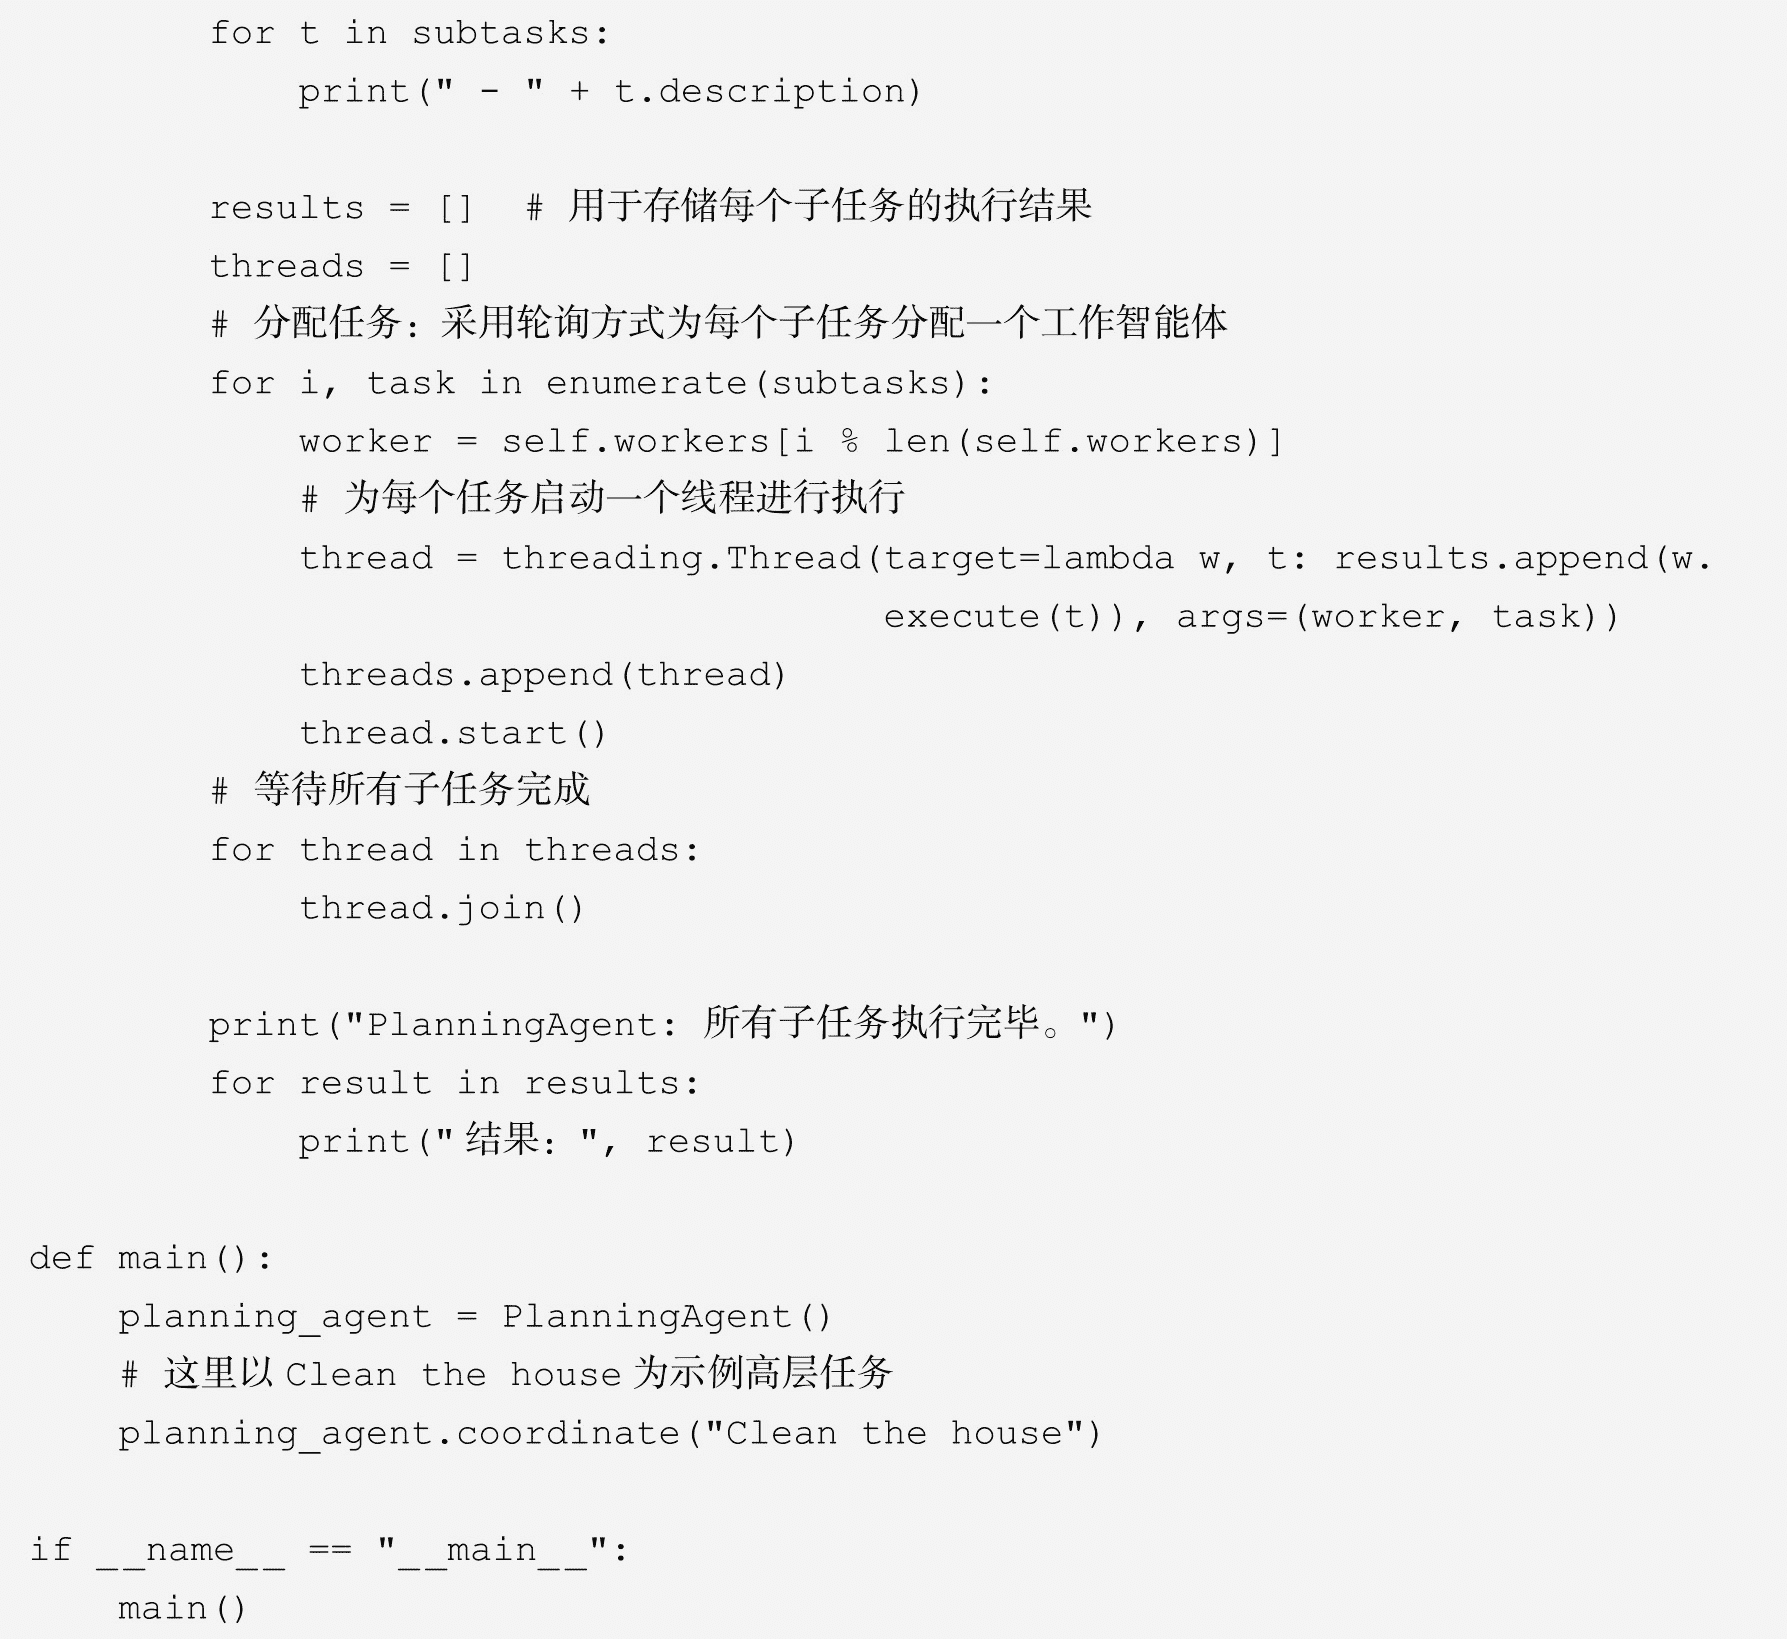 for t in subtasks:
            print(" - " + t.description)

        results = []  # 用于存储每个子任务的执行结果
        threads = []
        # 分配任务：采用轮询方式为每个子任务分配一个工作智能体
        for i, task in enumerate(subtasks):
            worker = self.workers[i % len(self.workers)]
            # 为每个任务启动一个线程进行执行
            thread = threading.Thread(target=lambda w, t: results.append(w.
                                      execute(t)), args=(worker, task))
            threads.append(thread)
            thread.start()
        # 等待所有子任务完成
        for thread in threads:
            thread.join()

        print("PlanningAgent: 所有子任务执行完毕。")
        for result in results:
            print("结果：", result)

def main():
    planning_agent = PlanningAgent()
    # 这里以 Clean the house 为示例高层任务
    planning_agent.coordinate("Clean the house")

if __name__ == "__main__":
    main()